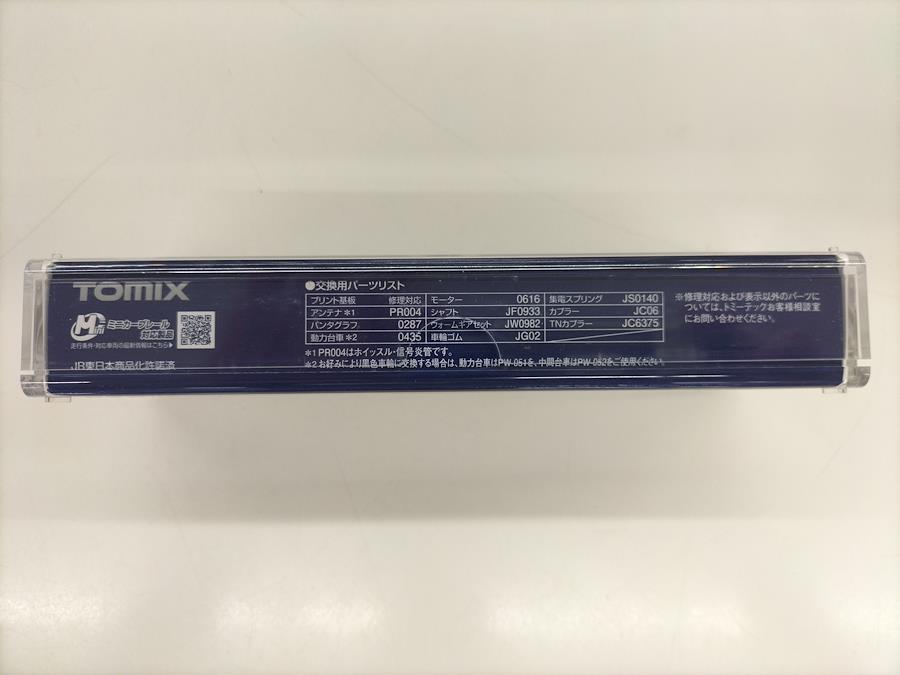 TOMIX
ミニカーブレール
対応製品
走行条件・対応車両の最新情報はこちら▶
JR東日本商品化許諾済
●交換用パーツリスト
プリント基板 修理対応 モーター 0616 集電スプリング JS0140
アンテナ＊1 PR004 シャフト JF0933 カプラー JC06
パンタグラフ 0287 ウォームギアセット JW0982 TNカプラー JC6375
動力台車＊2 0435 車輪ゴム JG02
＊1 PR004はホイッスル・信号炎管です。
＊2 お好みにより黒色車輪に交換する場合は、動力台車はPW-051を、中間台車はPW-052をご使用ください。
※修理対応および表示以外のパーツに
ついては、トミーテックお客様相談室
にお問い合わせください。